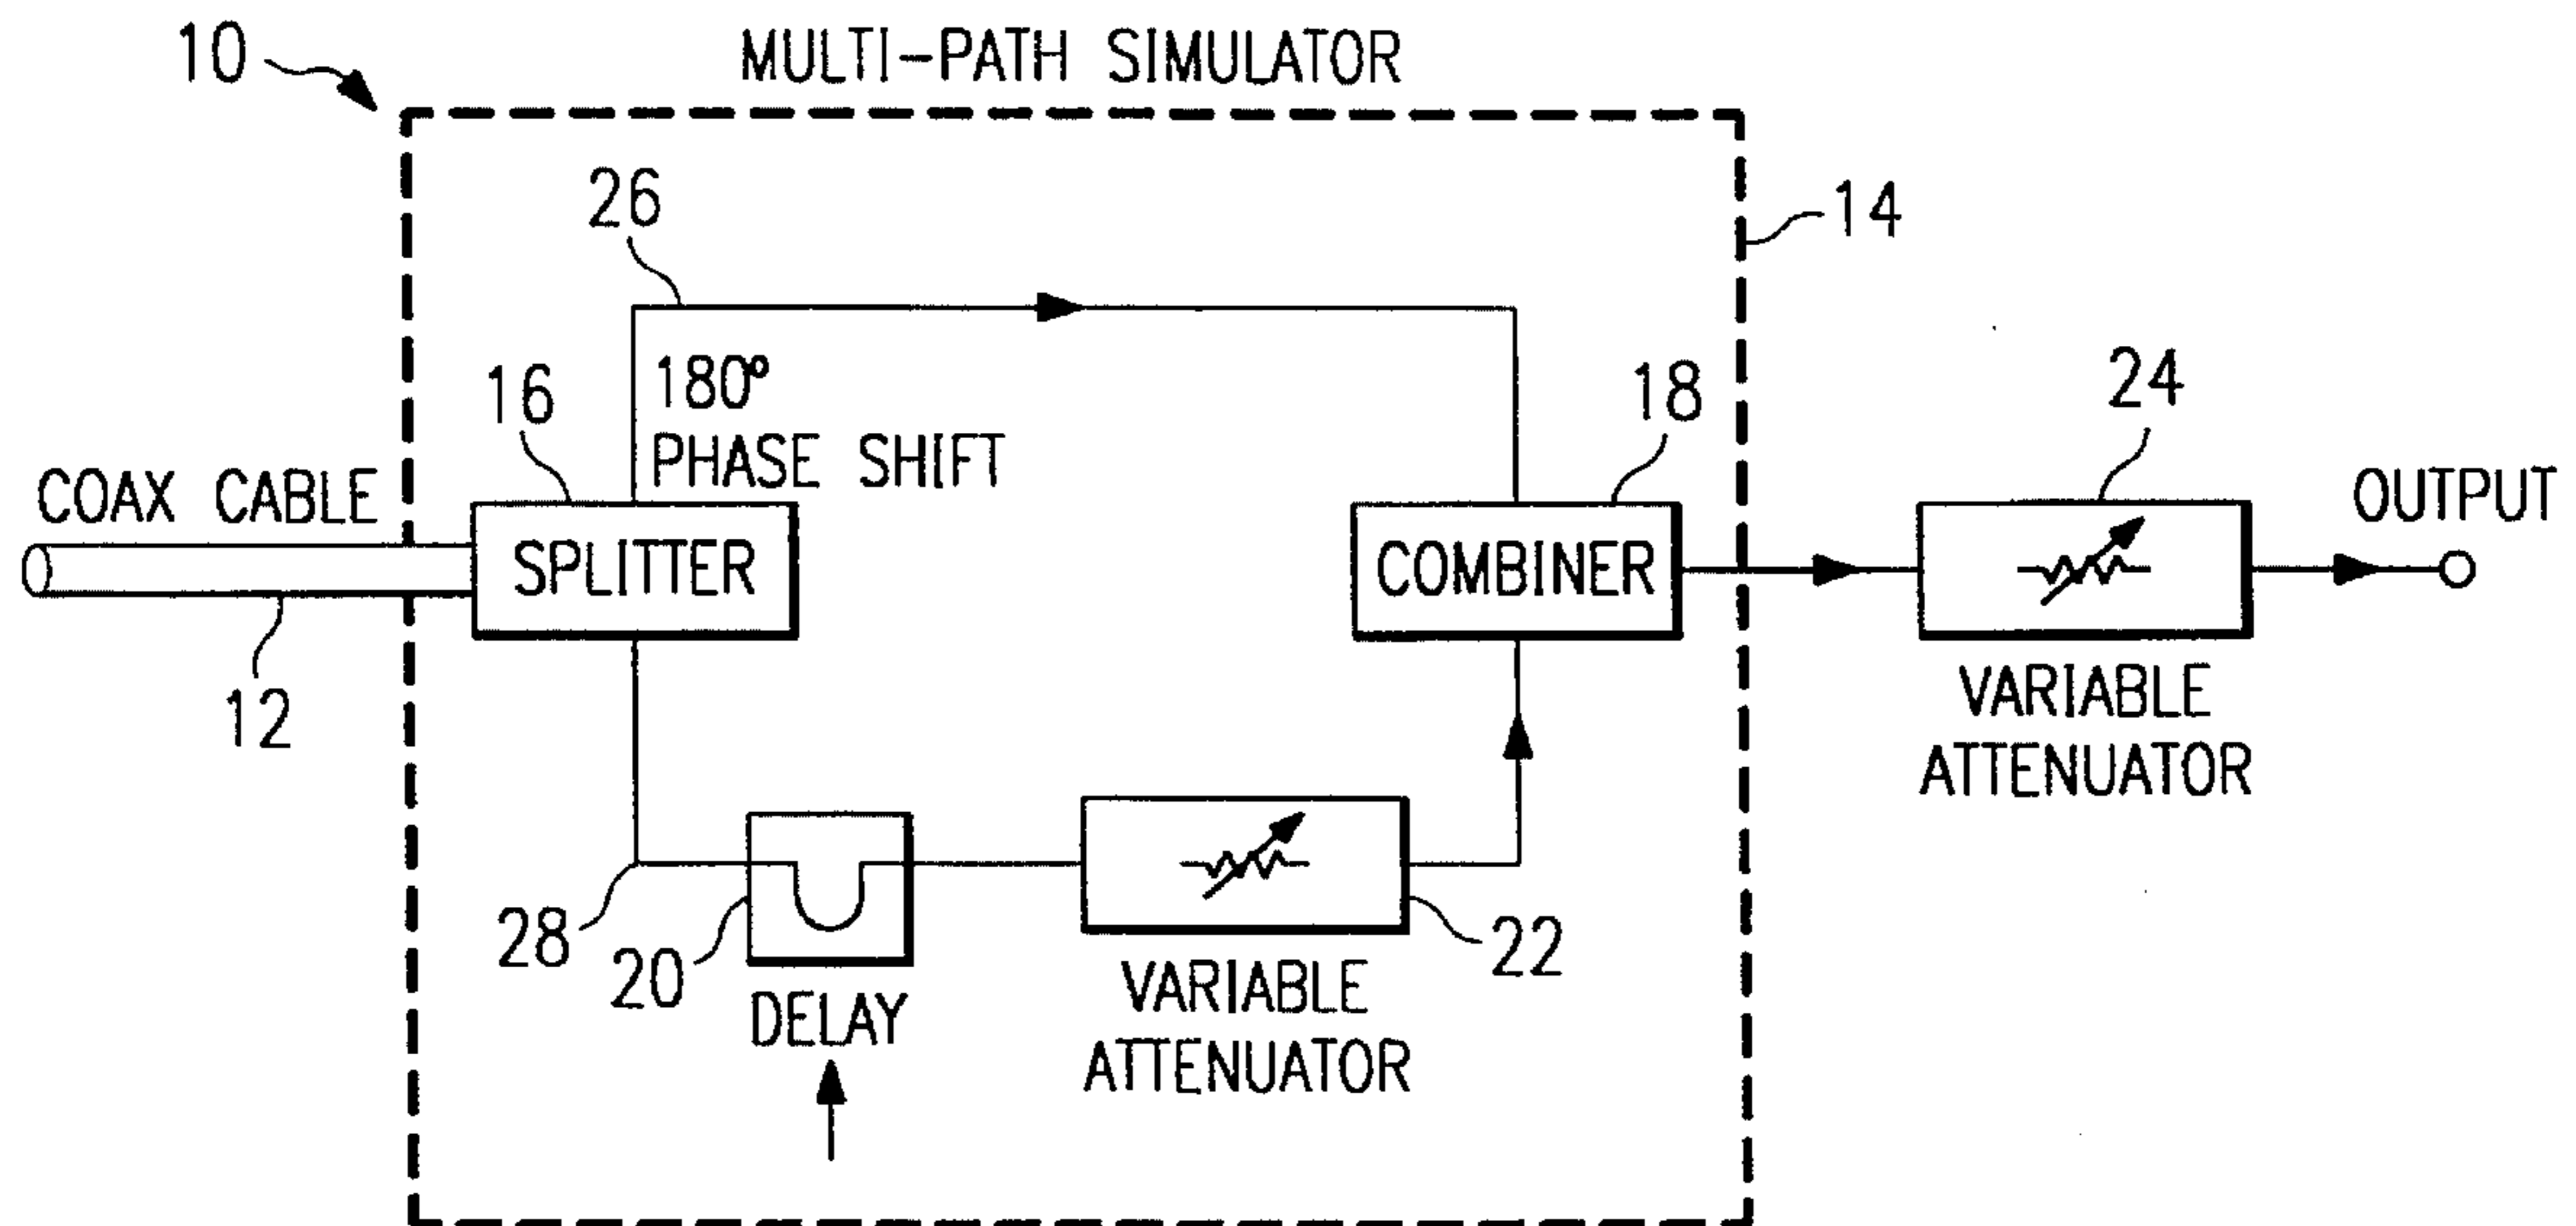 10
MULTI-PATH SIMULATOR
26
14
180°
PHASE SHIFT
16
18
24
COAX CABLE
SPLITTER
COMBINER
OUTPUT
12
VARIABLE
ATTENUATOR
28
20
22
DELAY
VARIABLE
ATTENUATOR